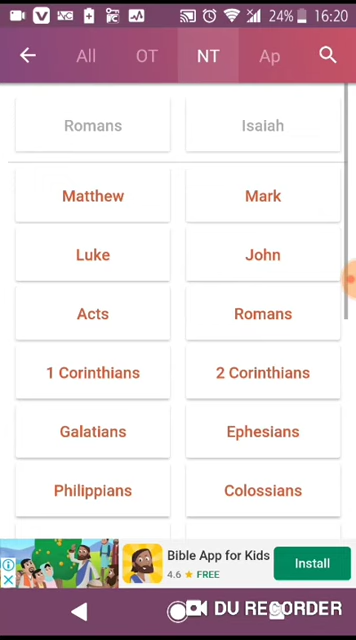 24% 16:20
All OT NT Ap
Romans Isaiah
Matthew Mark
Luke John
Acts Romans
1 Corinthians 2 Corinthians
Galatians Ephesians
Philippians Colossians
Bible App for Kids
4.6 ★ FREE
Install
DU RECORDER